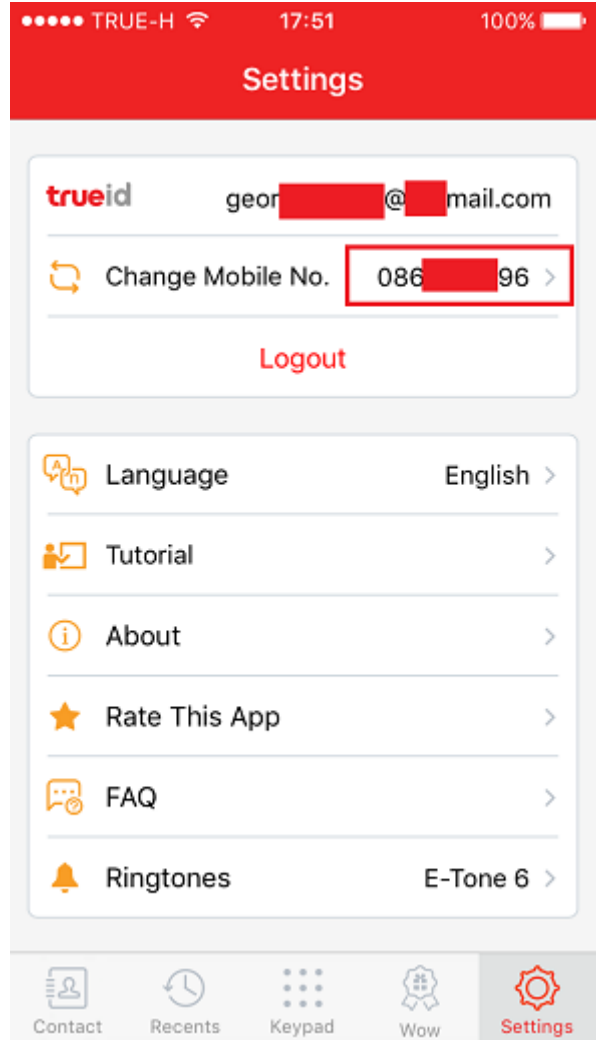 TRUE-H 17:51 100%
Settings
trueid geor @ mail.com
Change Mobile No. 086 96
Logout
Language English
Tutorial
About
Rate This App
FAQ
Ringtones E-Tone 6
Contact Recents Keypad Wow Settings